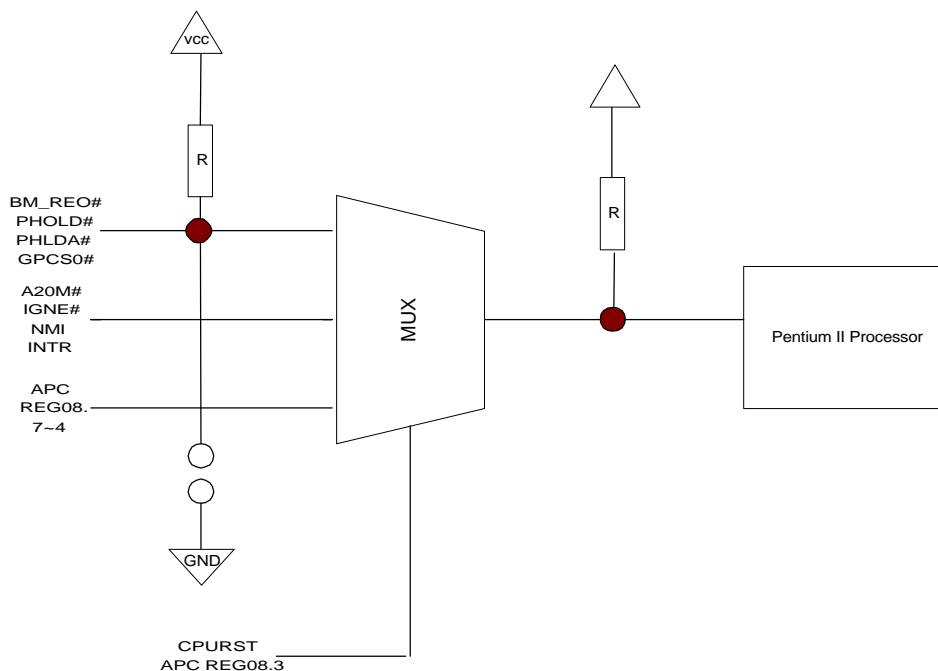 vcc
R
R
BM_REO#
PHOLD#
PHLDA#
GPCS0#
A20M#
IGNE#
NMI
INTR
MUX
Pentium II Processor
APC
REG08.
7~4
GND
CPURST
APC REG08.3